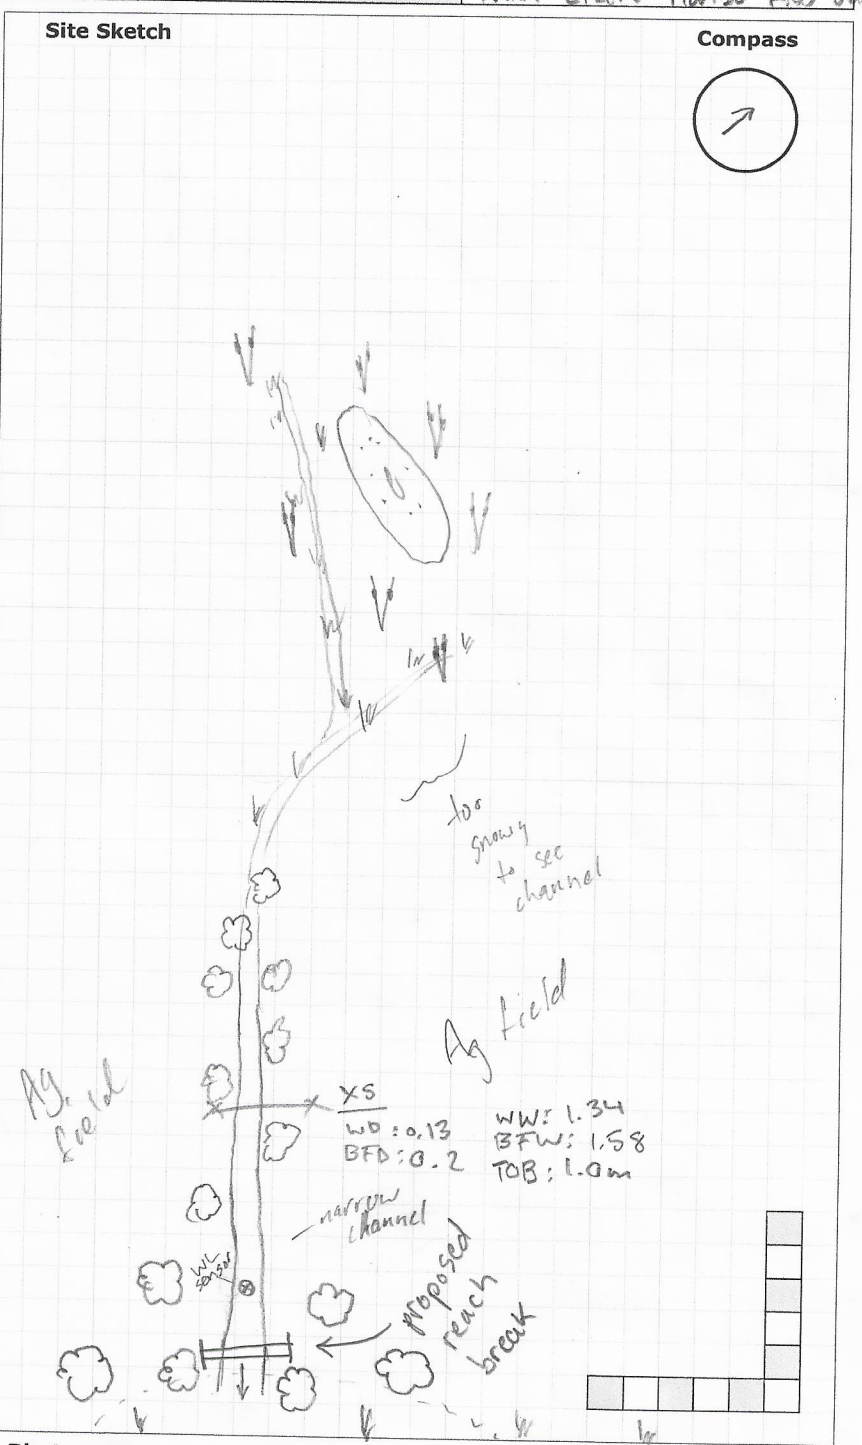 Site Sketch
Compass
too
snowy
to see
channel
Ag field
Ag.
field
XS
WD : 0.13
BFD : 0.2
WW : 1.34
BFW : 1.58
TOB : 1.0m
narrow
channel
WL
sensor
proposed
reach
break